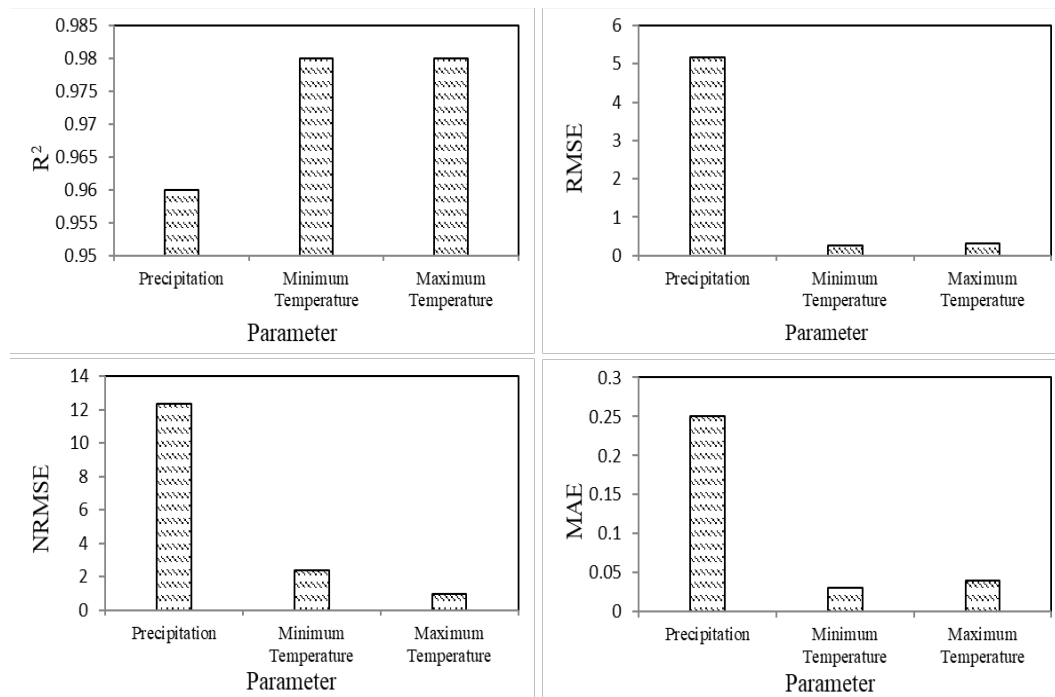 0.985
0.98
0.975
0.97
0.965
0.96
0.955
0.95
R²
Precipitation
Minimum
Temperature
Maximum
Temperature
Parameter
6
5
4
3
2
1
0
RMSE
Precipitation
Minimum
Temperature
Maximum
Temperature
Parameter
14
12
10
8
6
4
2
0
NRMSE
Precipitation
Minimum
Temperature
Maximum
Temperature
Parameter
0.3
0.25
0.2
0.15
0.1
0.05
0
MAE
Precipitation
Minimum
Temperature
Maximum
Temperature
Parameter